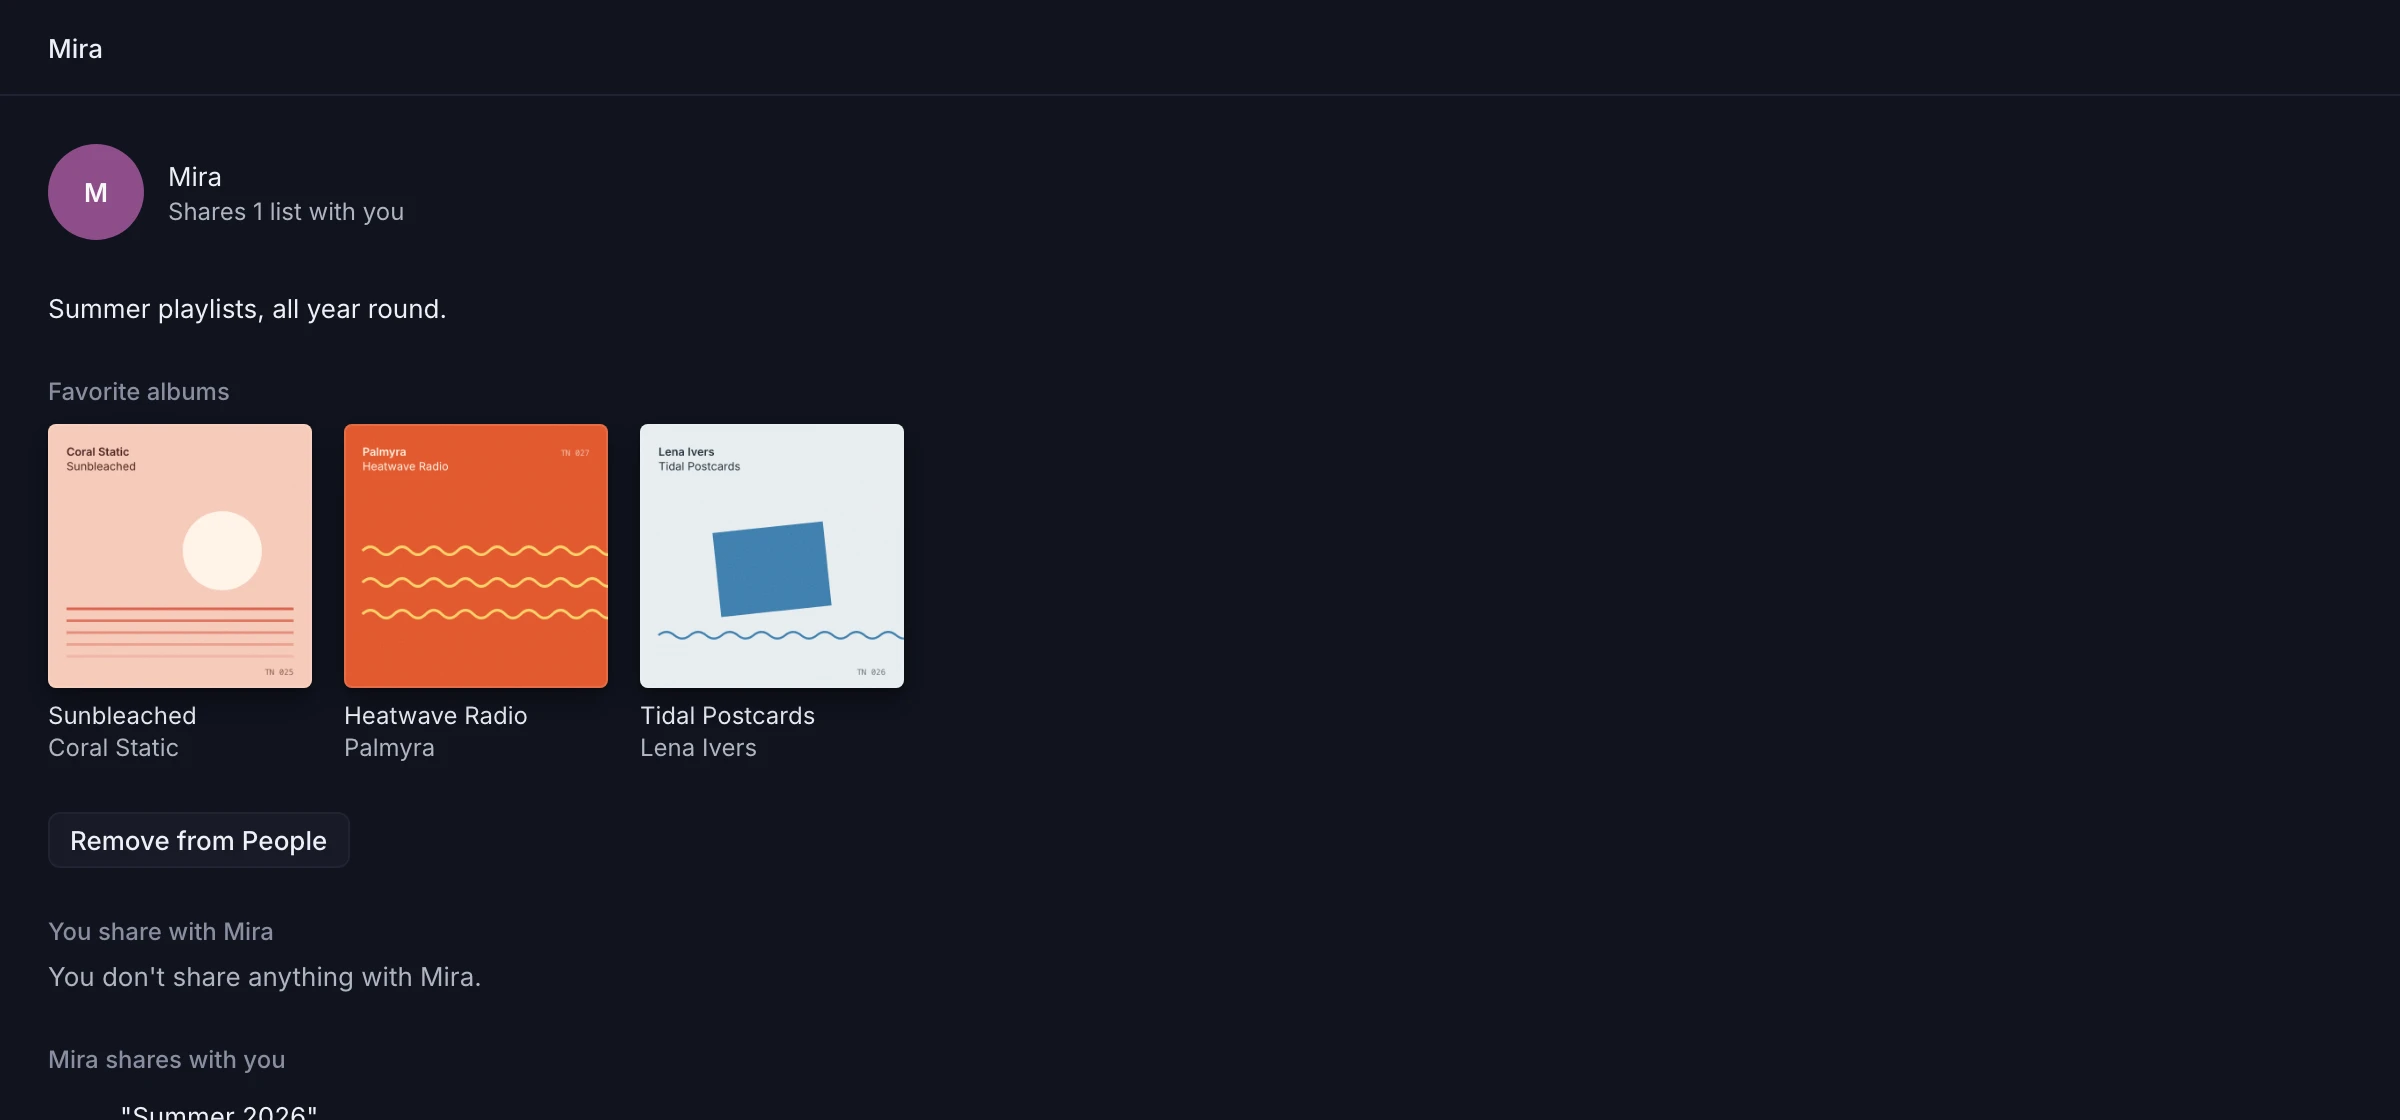 Mira
M
Mira
Shares 1 list with you
Summer playlists, all year round.
Favorite albums
Coral Static
Sunbleached
TN 025
Palmyra
TN 027
Heatwave Radio
Lena Ivers
Tidal Postcards
TN 026
Sunbleached
Coral Static
Heatwave Radio
Palmyra
Tidal Postcards
Lena Ivers
Remove from People
You share with Mira
You don't share anything with Mira.
Mira shares with you
"Summer 2026"